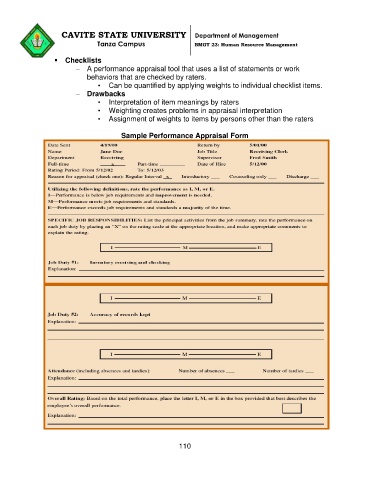 CAVITE STATE UNIVERSITY
Tanza Campus
Department of Management
BMGT 22: Human Resource Management
• Checklists
– A performance appraisal tool that uses a list of statements or work
behaviors that are checked by raters.
• Can be quantified by applying weights to individual checklist items.
– Drawbacks
• Interpretation of item meanings by raters
• Weighting creates problems in appraisal interpretation
• Assignment of weights to items by persons other than the raters
Sample Performance Appraisal Form
Date Sent 4/19/00 Return by 5/01/00
Name Jane Doe Job Title Receiving Clerk
Department Receiving Supervisor Fred Smith
Full-time x Part-time Date of Hire 5/12/00
Rating Period: From 5/12/02 To: 5/12/03
Reason for appraisal (check one): Regular Interval x Introductory Counseling only Discharge
Utilizing the following definitions, rate the performance as I, M, or E.
I—Performance is below job requirements and improvement is needed.
M—Performance meets job requirements and standards.
E—Performance exceeds job requirements and standards a majority of the time.
SPECIFIC JOB RESPONSIBILITIES: List the principal activities from the job summary, rate the performance on
each job duty by placing an "X" on the rating scale at the appropriate location, and make appropriate comments to
explain the rating.
I M E
Job Duty #1: Inventory receiving and checking
Explanation:
I M E
Job Duty #2: Accuracy of records kept
Explanation:
I M E
Attendance (including absences and tardies): Number of absences Number of tardies
Explanation:
Overall Rating: Based on the total performance, place the letter I, M, or E in the box provided that best describes the
employee's overall performance.
Explanation:
110